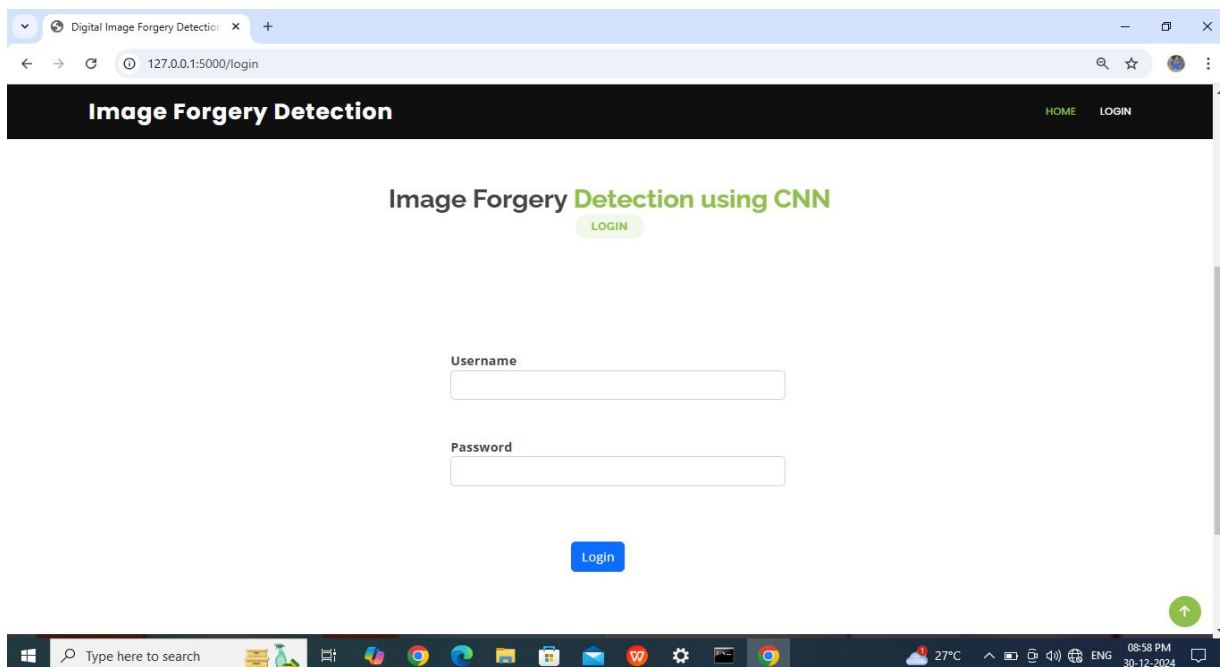 Digital Image Forgery Detection
127.0.0.1:5000/login
Image Forgery Detection
HOME LOGIN
Image Forgery Detection using CNN
LOGIN
Username
Password
Login
Type here to search
27°C
ENG
08:58 PM
30-12-2024